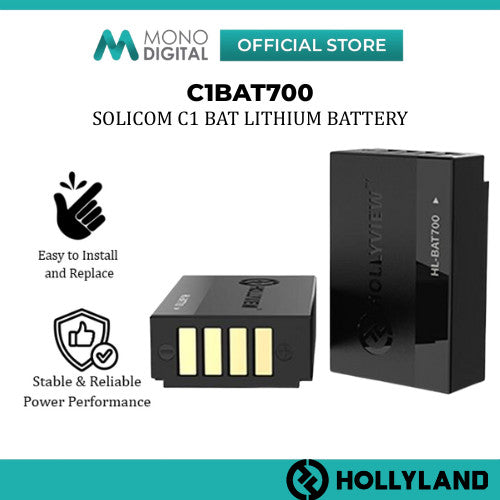 MONO
DIGITAL
OFFICIAL STORE
C1BAT700
SOLICOM C1 BAT LITHIUM BATTERY
Easy to Install
and Replace
Stable & Reliable
Power Performance
HOLLYVIEW
HL-BAT700
HOLLYVIEW
HOLLYLAND